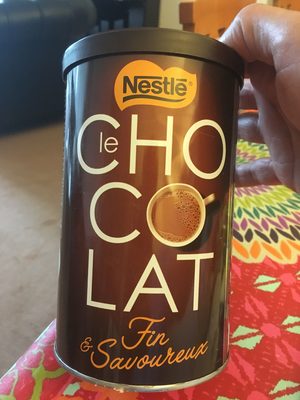 Nestlé
le CHO
CO
LAT
Fin
& Savoureux